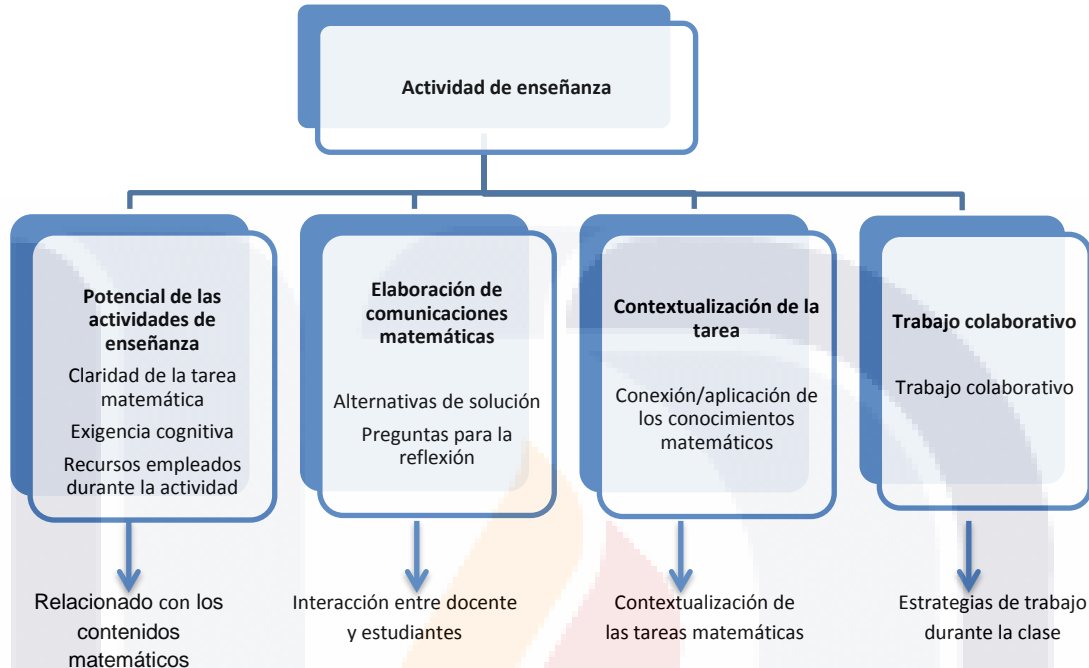 Actividad de enseñanza
Potencial de las
actividades de
enseñanza
Claridad de la tarea
matemática
Exigencia cognitiva
Recursos empleados
durante la actividad
Elaboración de
comunicaciones
matemáticas
Alternativas de solución
Preguntas para la
reflexión
Contextualización de la
tarea
Conexión/aplicación de
los conocimientos
matemáticos
Trabajo colaborativo
Trabajo colaborativo
Relacionado con los
contenidos
matemáticos
Interacción entre docente
y estudiantes
Contextualización de
las tareas matemáticas
Estrategias de trabajo
durante la clase